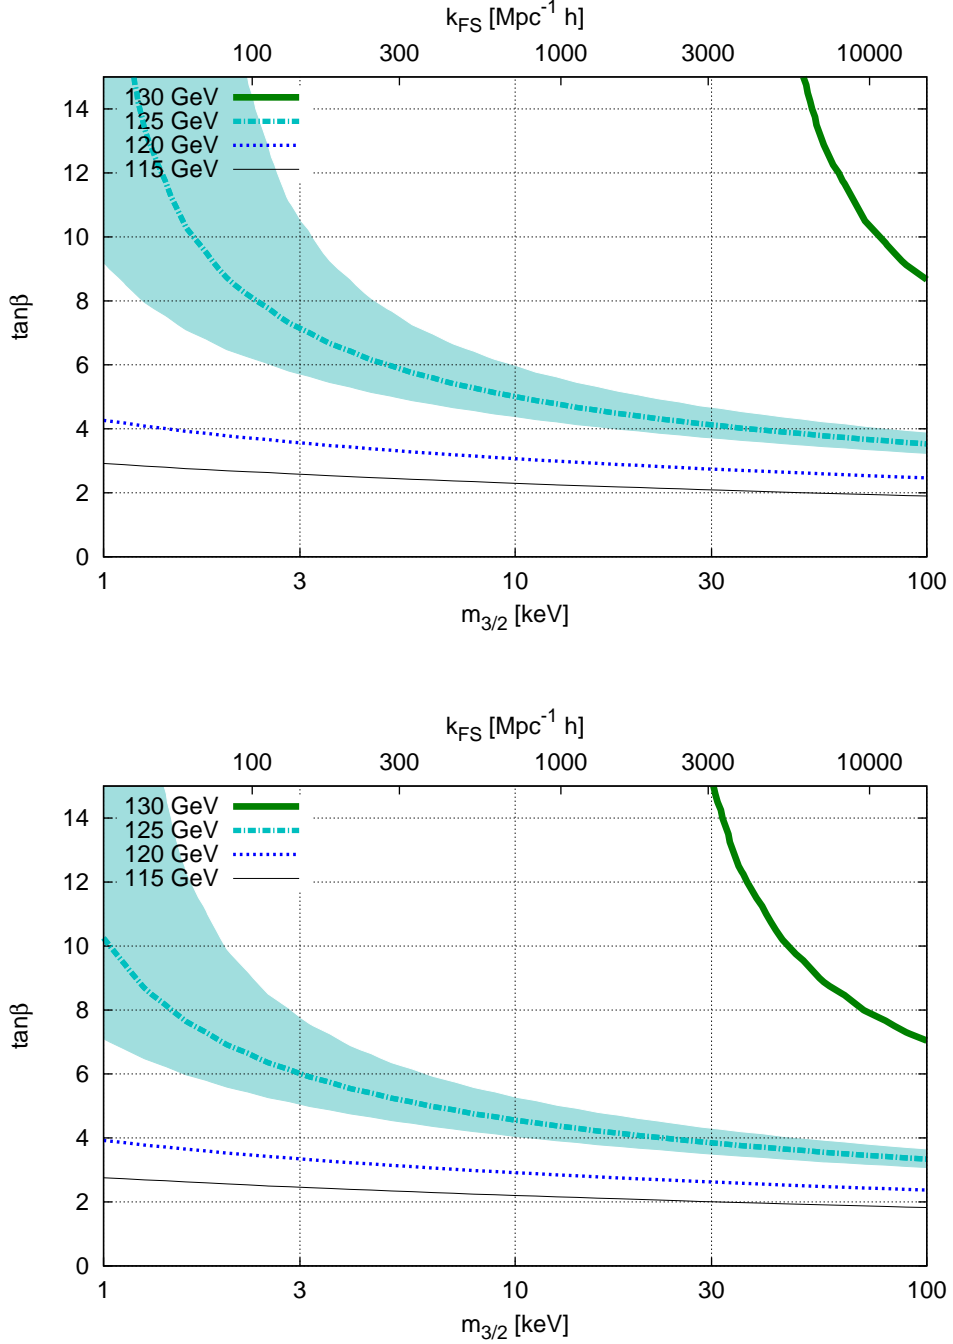 k_FS [Mpc^-1 h]
100 300 1000 3000 10000
130 GeV
125 GeV
120 GeV
115 GeV
14
12
10
8
6
4
2
0
tanβ
1 3 10 30 100
m_3/2 [keV]
k_FS [Mpc^-1 h]
100 300 1000 3000 10000
130 GeV
125 GeV
120 GeV
115 GeV
14
12
10
8
6
4
2
0
tanβ
1 3 10 30 100
m_3/2 [keV]